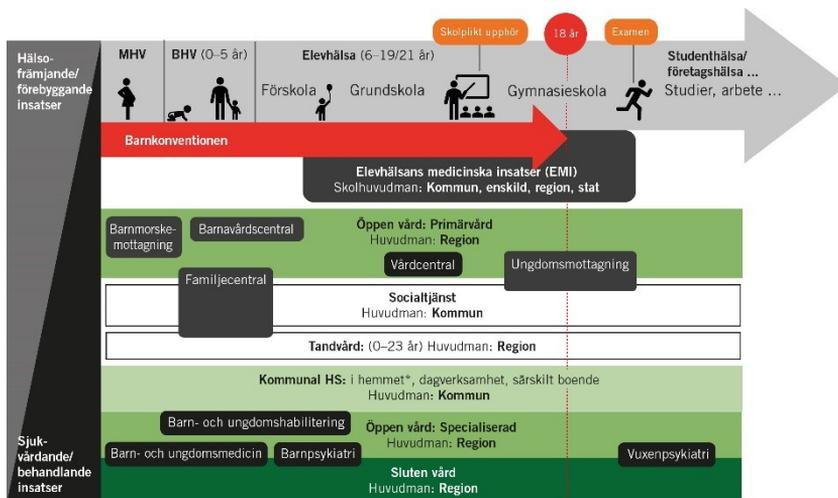 Skolplikt upphör
18 år
Examen
Hälso-
främjande/
förebyggande
insatser
MHV
BHV (0–5 år)
Elevhälsa (6–19/21 år)
Studenthälsa/
företagshälsa ...
Förskola
Grundskola
Gymnasieskola
Studier, arbete ...
Barnkonventionen
Elevhälsans medicinska insatser (EMI)
Skolhuvudman: Kommun, enskild, region, stat
Barnmorske-
mottagning
Barnavårdscentral
Öppen vård: Primärvård
Huvudman: Region
Vårdcentral
Ungdomsmottagning
Familjecentral
Socialtjänst
Huvudman: Kommun
Tandvård: (0–23 år) Huvudman: Region
Kommunal HS: i hemmet*, dagverksamhet, särskilt boende
Huvudman: Kommun
Barn- och ungdomshabilitering
Öppen vård: Specialiserad
Huvudman: Region
Barn- och ungdomsmedicin
Barnpsykiatri
Vuxenpsykiatri
Sjuk-
vårdande/
behandlande
insatser
Sluten vård
Huvudman: Region